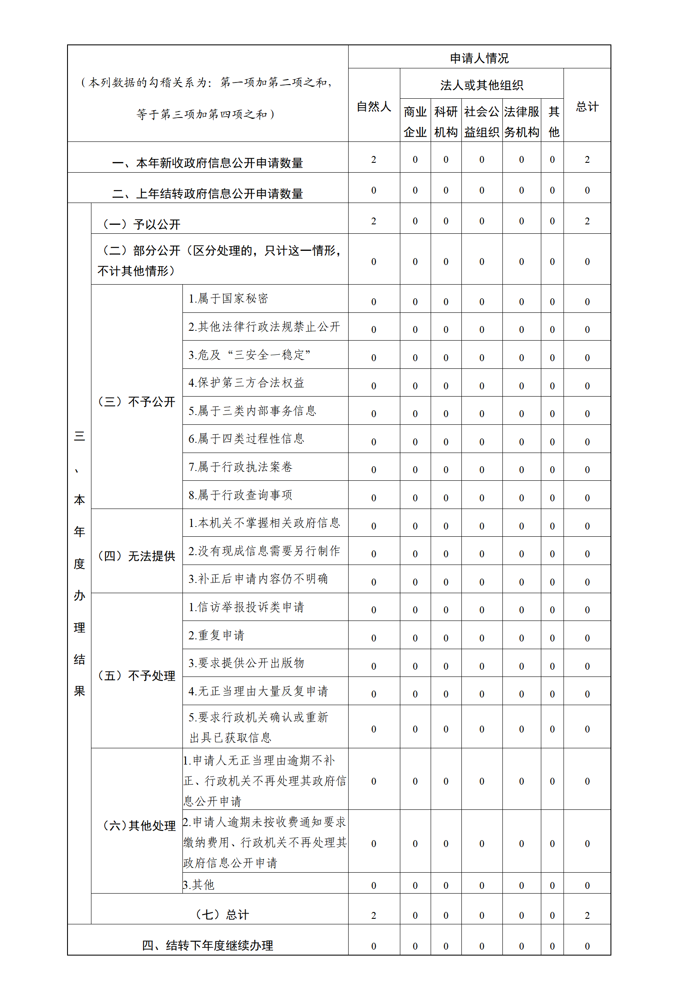 （本列数据的勾稽关系为：第一项加第二项之和，
等于第三项加第四项之和）
申请人情况
自然人
法人或其他组织
总计
商业
企业
科研
机构
社会公
益组织
法律服
务机构
其
他
一、本年新收政府信息公开申请数量 2 0 0 0 0 0 2
二、上年结转政府信息公开申请数量 0 0 0 0 0 0 0
三、本年度办理结果
（一）予以公开 2 0 0 0 0 0 2
（二）部分公开（区分处理的，只计这一情形，
不计其他情形） 0 0 0 0 0 0 0
（三）不予公开
1.属于国家秘密 0 0 0 0 0 0 0
2.其他法律行政法规禁止公开 0 0 0 0 0 0 0
3.危及“三安全一稳定” 0 0 0 0 0 0 0
4.保护第三方合法权益 0 0 0 0 0 0 0
5.属于三类内部事务信息 0 0 0 0 0 0 0
6.属于四类过程性信息 0 0 0 0 0 0 0
7.属于行政执法案卷 0 0 0 0 0 0 0
8.属于行政查询事项 0 0 0 0 0 0 0
（四）无法提供
1.本机关不掌握相关政府信息 0 0 0 0 0 0 0
2.没有现成信息需要另行制作 0 0 0 0 0 0 0
3.补正后申请内容仍不明确 0 0 0 0 0 0 0
（五）不予处理
1.信访举报投诉类申请 0 0 0 0 0 0 0
2.重复申请 0 0 0 0 0 0 0
3.要求提供公开出版物 0 0 0 0 0 0 0
4.无正当理由大量反复申请 0 0 0 0 0 0 0
5.要求行政机关确认或重新
出具已获取信息 0 0 0 0 0 0 0
（六）其他处理
1.申请人无正当理由逾期不补
正、行政机关不再处理其政府信
息公开申请 0 0 0 0 0 0 0
2.申请人逾期未按收费通知要求
缴纳费用、行政机关不再处理其
政府信息公开申请 0 0 0 0 0 0 0
3.其他 0 0 0 0 0 0 0
（七）总计 2 0 0 0 0 0 2
四、结转下年度继续办理 0 0 0 0 0 0 0